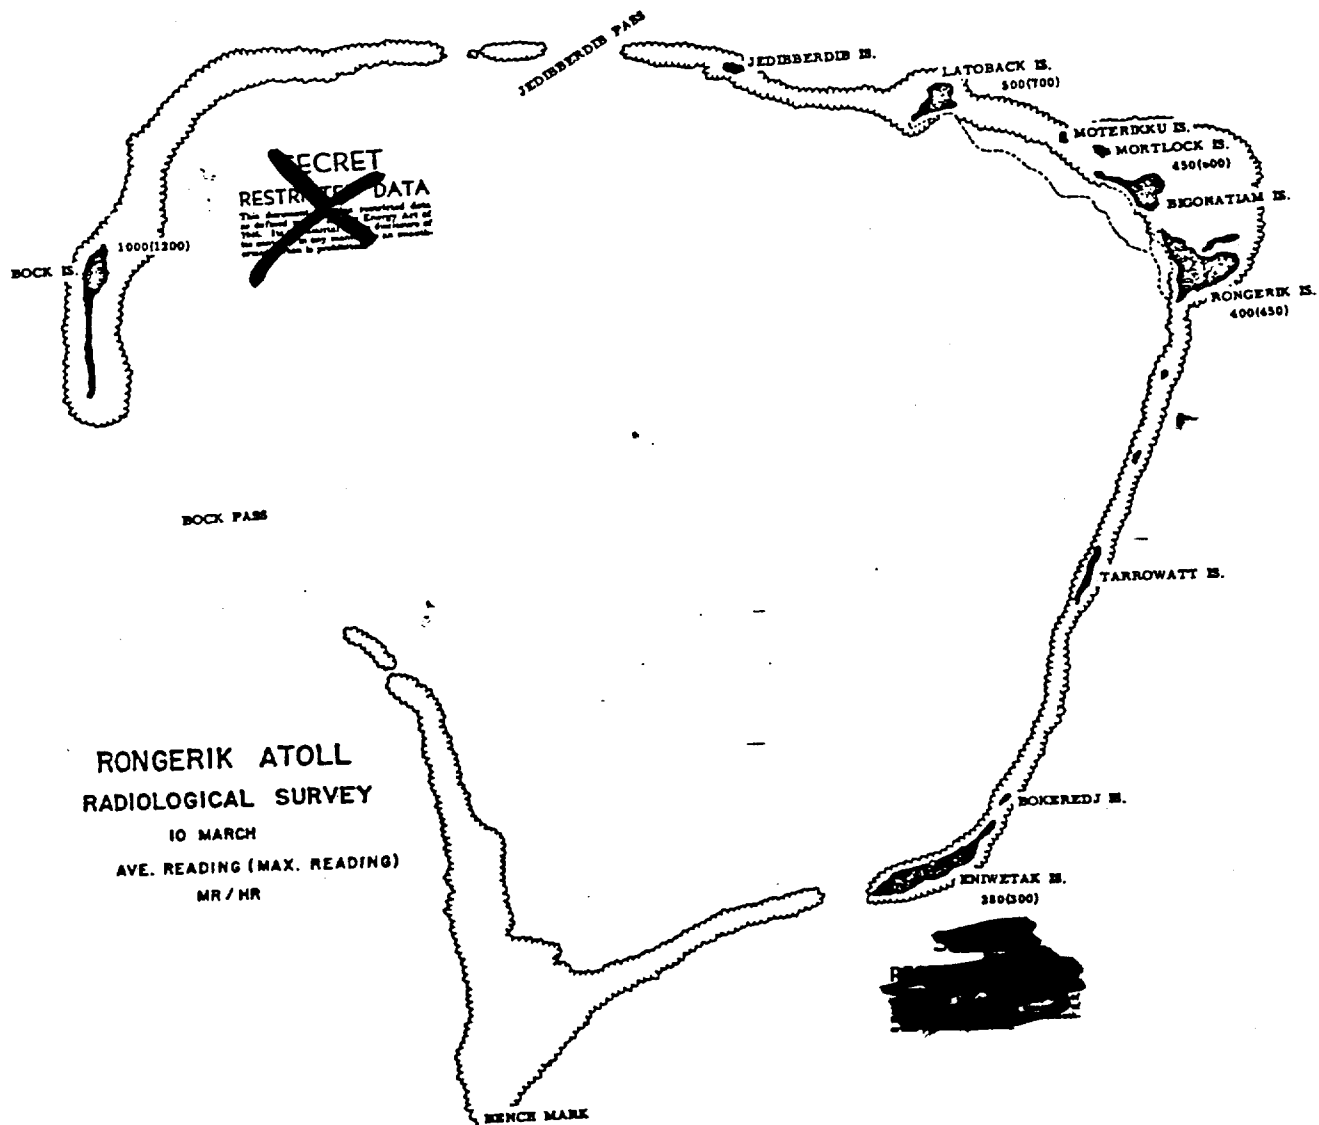 JEDIBBERDIB PASS
JEDIBBERDIB IS.
LATOBACK IS.
500(700)
MOTERIKKU IS.
MORTLOCK IS.
BIGONATIAM IS.
SECRET
RESTRICTED DATA
1000(1200)
BOCK IS.
RONGERIK IS.
400(450)
BOCK PASS
TARROWATT IS.
RONGERIK ATOLL
RADIOLOGICAL SURVEY
10 MARCH
AVE. READING (MAX. READING)
MR / HR
BOKEREDJ IS.
ENIWETAK IS.
BENCH MARK